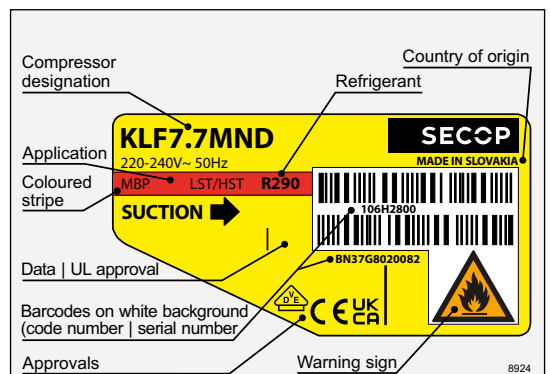 Compressor
designation
Country of origin
Refrigerant
KLF7.7MND
SECOP
220-240V~ 50Hz
MADE IN SLOVAKIA
Application
MBP LST/HST R290
Coloured
stripe
SUCTION
106H2800
BN37G8020082
Data | UL approval
DVE
CE UK
CA
Barcodes on white background
(code number | serial number
Approvals
Warning sign
8924